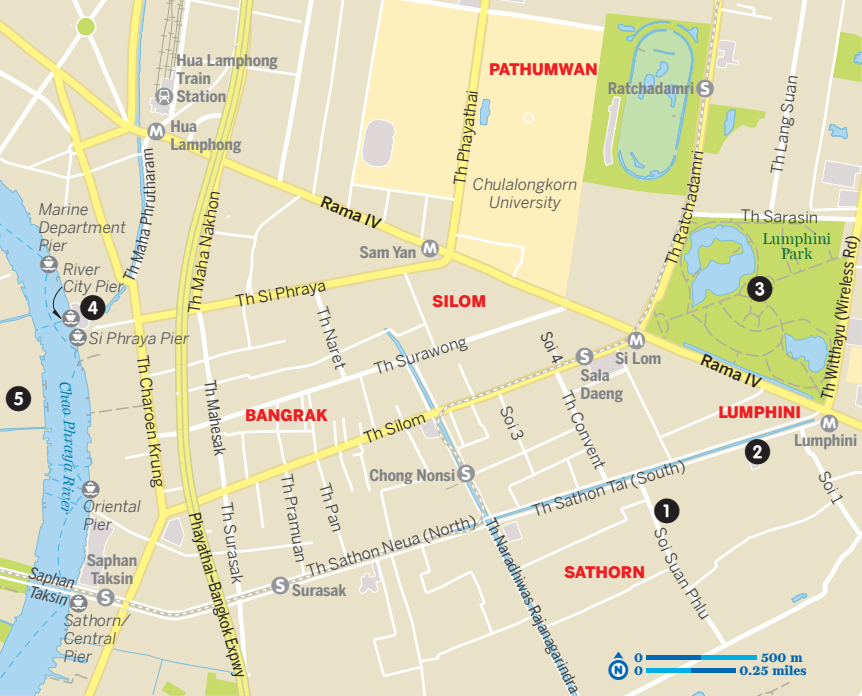 Hua Lamphong
Train
Station
PATHUMWAN
Ratchadamri
S
M
Hua
Lamphong
Th Phayathai
Th Lang Suan
Th Maha Phrutharam
Chulalongkorn
University
Th Ratchadamri
Marine
Department
Pier
Th Maha Nakhon
Rama IV
Th Sarasin
Lumphini
Park
Sam Yan
M
River
City Pier
4
Th Si Phraya
SILOM
3
Th Witthayu (Wireless Rd)
Si Phraya Pier
Th Naret
Th Surawong
Soi 4
M
Si Lom
S
Sala
Daeng
Rama IV
5
Chao Phraya River
Th Charoen Krung
Th Mahesak
BANGRAK
Th Silom
Soi 3
Th Convent
LUMPHINI
M
Lumphini
2
Chong Nonsi
S
Th Sathon Tai (South)
Soi 1
Oriental
Pier
Th Surasak
Th Pramuan
Th Pan
Th Sathon Neua (North)
1
Phayathai–Bangkok Expwy
Th Naradhiwas Rajanagarindra
Soi Suan Phlu
Saphan
Taksin
S
Saphan
Taksin
S
Surasak
SATHORN
Sathorn/
Central
Pier
N
0 500 m
0 0.25 miles